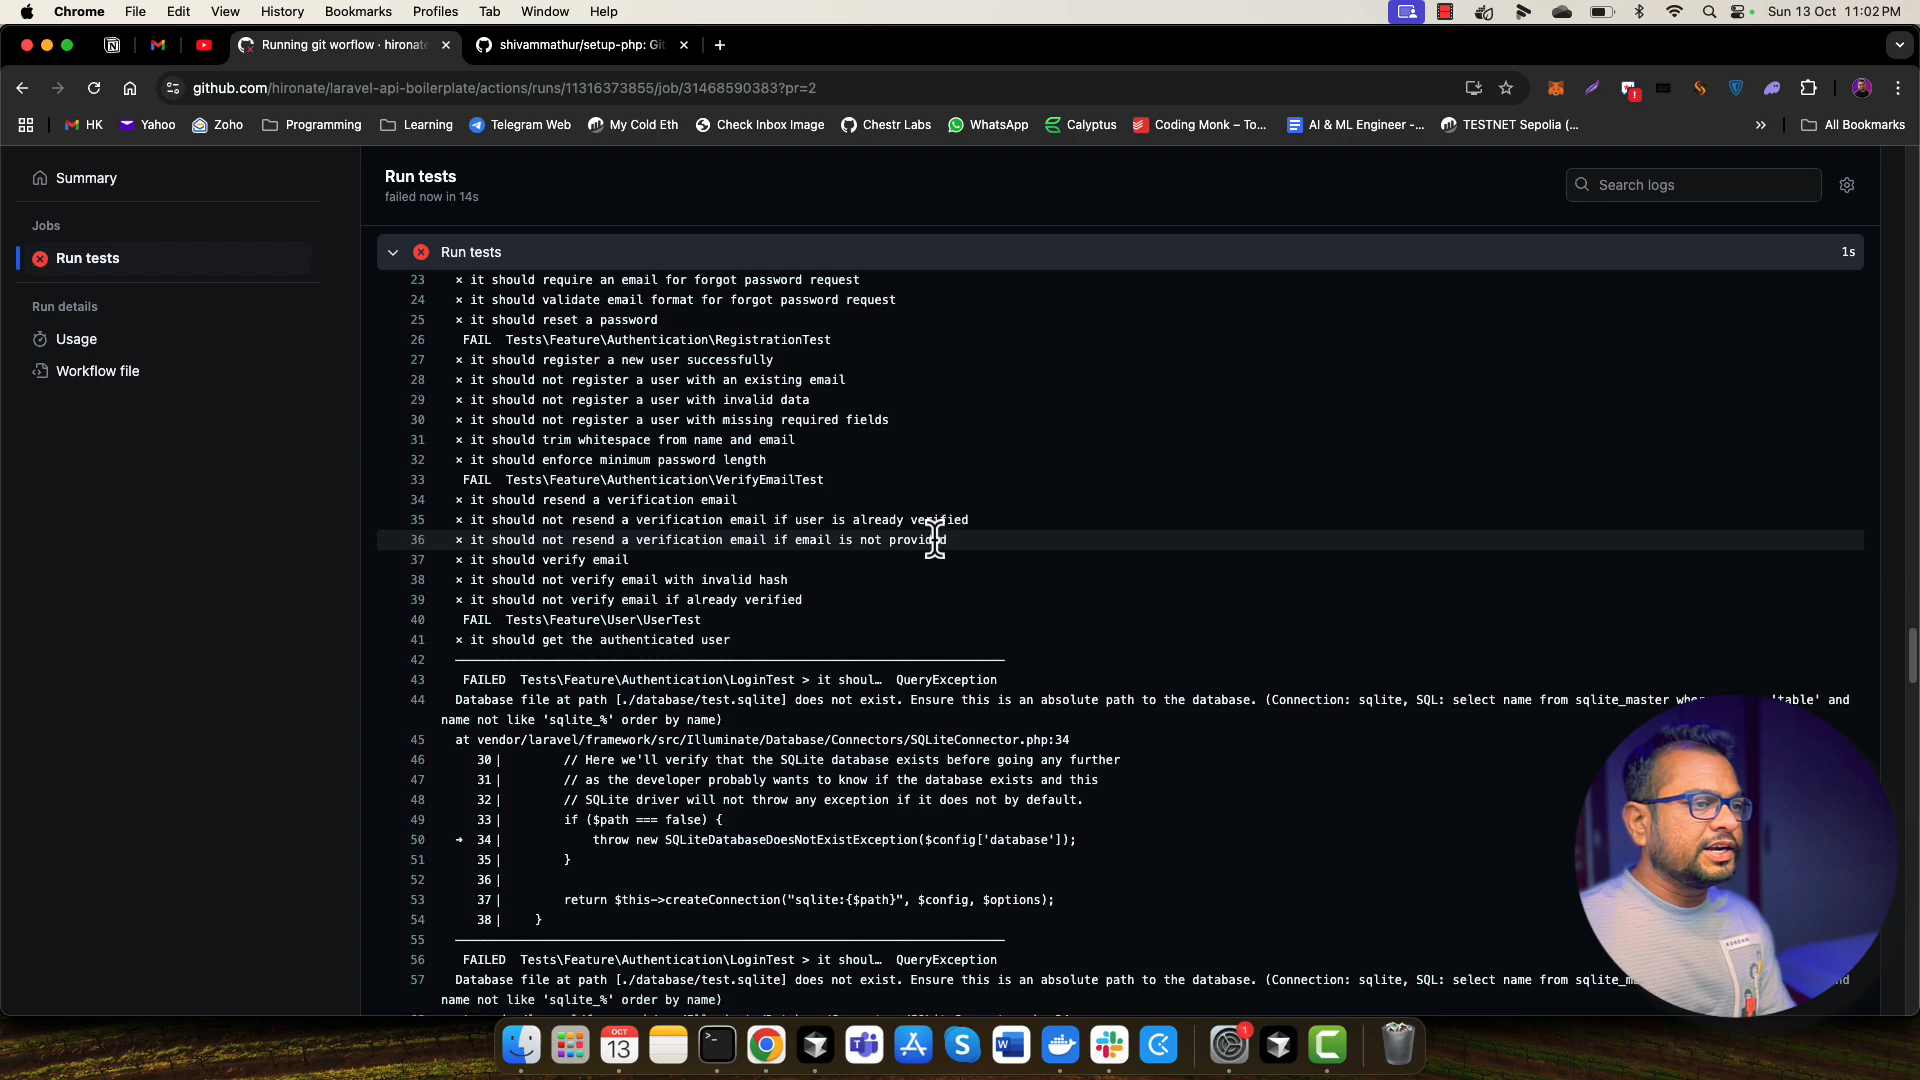 Chrome File Edit View History Bookmarks Profiles Tab Window Help Sun 13 Oct 11:02 PM
Running git worflow · hironate
shivammathur/setup-php: Git
github.com/hironate/laravel-api-boilerplate/actions/runs/11316373855/job/31468590383?pr=2
HK Yahoo Zoho Programming Learning Telegram Web My Cold Eth Check Inbox Image Chestr Labs WhatsApp Calyptus Coding Monk – To... AI & ML Engineer -... TESTNET Sepolia (... All Bookmarks
Summary
Jobs
Run tests
Run details
Usage
Workflow file
Run tests
failed now in 14s
Search logs
Run tests 1s
23 × it should require an email for forgot password request
24 × it should validate email format for forgot password request
25 × it should reset a password
26 FAIL Tests\Feature\Authentication\RegistrationTest
27 × it should register a new user successfully
28 × it should not register a user with an existing email
29 × it should not register a user with invalid data
30 × it should not register a user with missing required fields
31 × it should trim whitespace from name and email
32 × it should enforce minimum password length
33 FAIL Tests\Feature\Authentication\VerifyEmailTest
34 × it should resend a verification email
35 × it should not resend a verification email if user is already verified
36 × it should not resend a verification email if email is not provided
37 × it should verify email
38 × it should not verify email with invalid hash
39 × it should not verify email if already verified
40 FAIL Tests\Feature\User\UserTest
41 × it should get the authenticated user
42
43 FAILED Tests\Feature\Authentication\LoginTest > it shoul… QueryException
44 Database file at path [./database/test.sqlite] does not exist. Ensure this is an absolute path to the database. (Connection: sqlite, SQL: select name from sqlite_master 'table' and
name not like 'sqlite_%' order by name)
45 at vendor/laravel/framework/src/Illuminate/Database/Connectors/SQLiteConnector.php:34
46 30| // Here we'll verify that the SQLite database exists before going any further
47 31| // as the developer probably wants to know if the database exists and this
48 32| // SQLite driver will not throw any exception if it does not by default.
49 33| if ($path === false) {
50 ➜ 34| throw new SQLiteDatabaseDoesNotExistException($config['database']);
51 35| }
52 36|
53 37| return $this->createConnection("sqlite:{$path}", $config, $options);
54 38| }
55
56 FAILED Tests\Feature\Authentication\LoginTest > it shoul… QueryException
57 Database file at path [./database/test.sqlite] does not exist. Ensure this is an absolute path to the database. (Connection: sqlite, SQL: select name from
name not like 'sqlite_%' order by name)
OCT
13
1